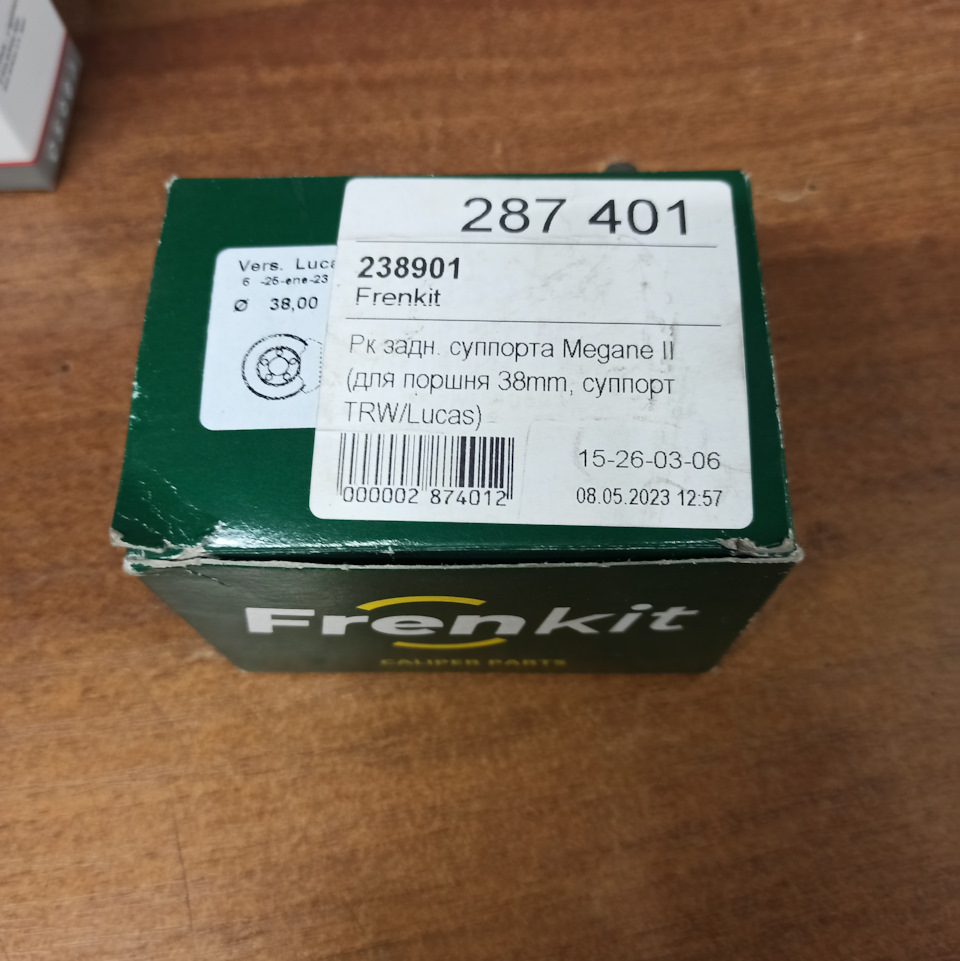 287 401
Vers. Luca
6 -25-ene-23
Ø 38,00
238901
Frenkit
Рк задн. суппорта Megane II
(для поршня 38mm, суппорт
TRW/Lucas)
000002 874012
15-26-03-06
08.05.2023 12:57
Frenkit
CALIPER PARTS